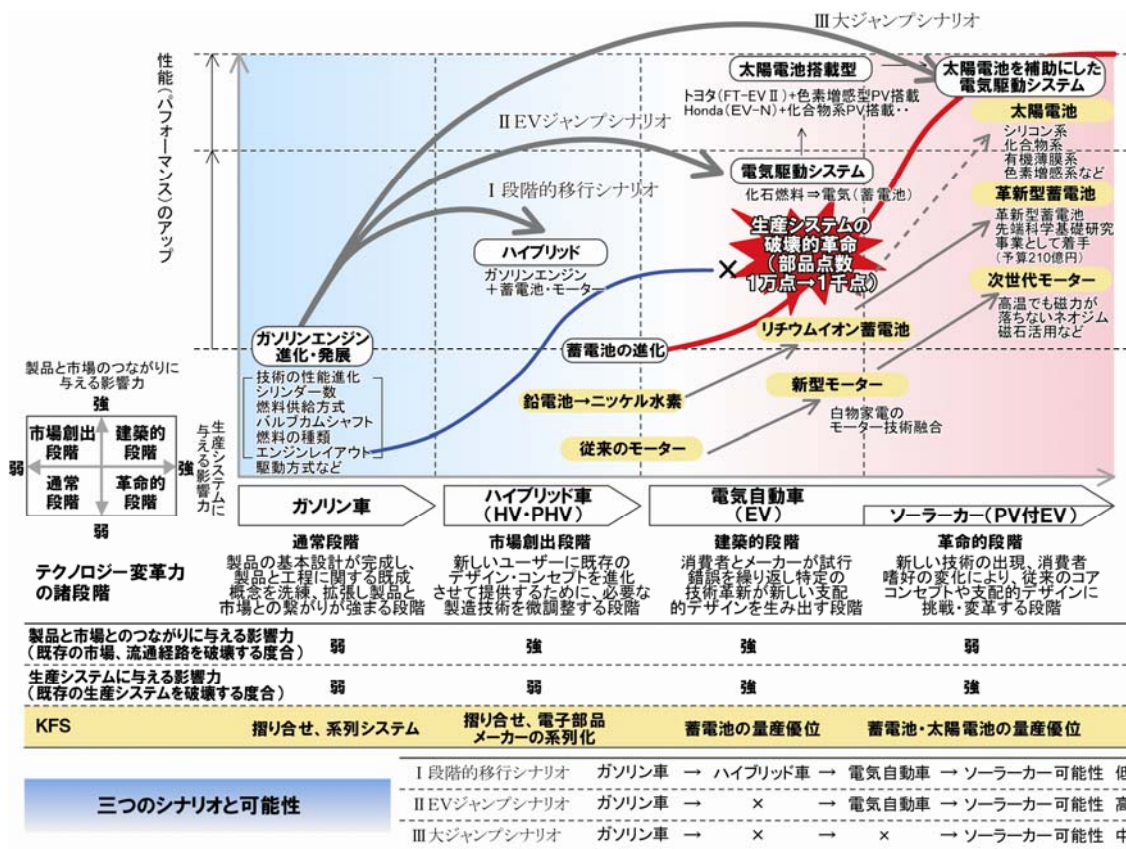 III大ジャンプシナリオ
性能(パフォーマンス)のアップ
太陽電池搭載型
トヨタ(FT-EVⅡ)+色素増感型PV搭載
Honda(EV-N)+化合物系PV搭載・・
太陽電池を補助にした
電気駆動システム
太陽電池
シリコン系
化合物系
有機薄膜系
色素増感系など
II EVジャンプシナリオ
I 段階的移行シナリオ
電気駆動システム
化石燃料⇒電気(蓄電池)
革新型蓄電池
革新型蓄電池
先端科学基礎研究
事業として着手
(予算210億円)
ハイブリッド
ガソリンエンジン
+蓄電池・モーター
×
生産システムの
破壊的革命
(部品点数
1万点→1千点)
次世代モーター
高温でも磁力が
落ちないネオジム
磁石活用など
ガソリンエンジン
進化・発展
技術の性能進化
シリンダー数
燃料供給方式
バルブカムシャフト
燃料の種類
エンジンレイアウト
駆動方式など
蓄電池の進化
リチウムイオン蓄電池
鉛電池→ニッケル水素
新型モーター
白物家電の
モーター技術融合
従来のモーター
製品と市場のつながりに
与える影響力
強
市場創出
段階
建築的
段階
弱
強
通常
段階
革命的
段階
弱
生産システムに
与える影響力
ガソリン車
ハイブリッド車
(HV・PHV)
電気自動車
(EV)
ソーラーカー(PV付EV)
テクノロジー変革力
の諸段階
通常段階
製品の基本設計が完成し、
製品と工程に関する既成
概念を洗練、拡張し製品と
市場との繋がりが強まる段階
市場創出段階
新しいユーザーに既存の
デザイン・コンセプトを進化
させて提供するために、必要な
製造技術を微調整する段階
建築的段階
消費者とメーカーが試行
錯誤を繰り返し特定の
技術革新が新しい支配
的デザインを生み出す段階
革命的段階
新しい技術の出現、消費者
嗜好の変化により、従来のコア
コンセプトや支配的デザインに
挑戦・変革する段階
製品と市場とのつながりに与える影響力
(既存の市場、流通経路を破壊する度合)
弱 強 強 弱
生産システムに与える影響力
(既存の生産システムを破壊する度合)
弱 弱 強 強
KFS
摺り合せ、系列システム
摺り合せ、電子部品
メーカーの系列化
蓄電池の量産優位
蓄電池・太陽電池の量産優位
三つのシナリオと可能性
I 段階的移行シナリオ ガソリン車 → ハイブリッド車 → 電気自動車 → ソーラーカー可能性 低
II EVジャンプシナリオ ガソリン車 → × → 電気自動車 → ソーラーカー可能性 高
III大ジャンプシナリオ ガソリン車 → × → × → ソーラーカー可能性 中